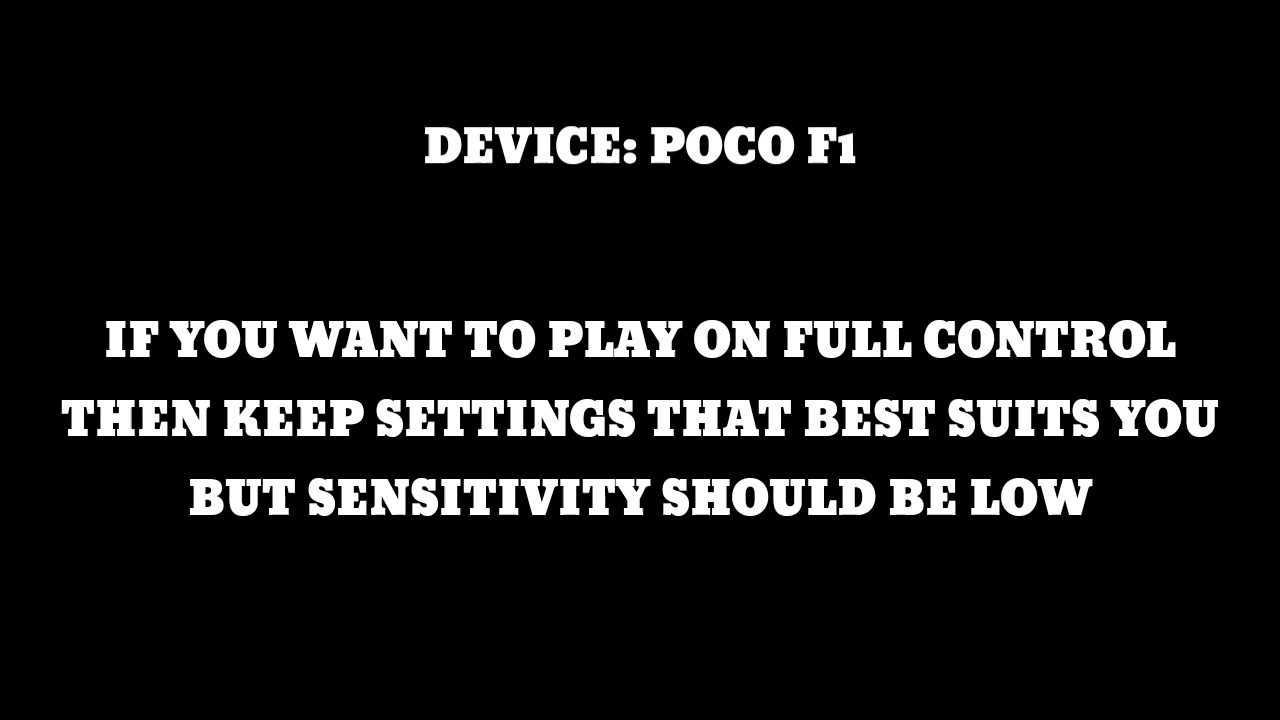 DEVICE: POCO F1
IF YOU WANT TO PLAY ON FULL CONTROL
THEN KEEP SETTINGS THAT BEST SUITS YOU
BUT SENSITIVITY SHOULD BE LOW